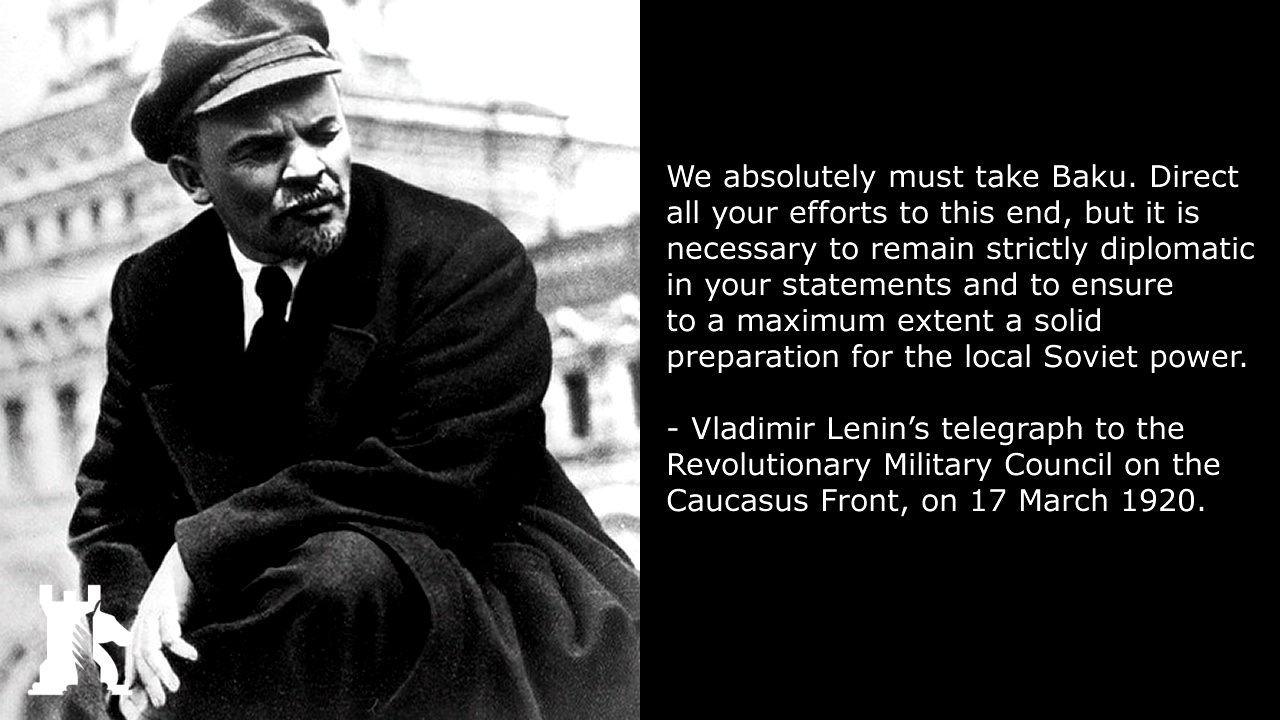 We absolutely must take Baku. Direct
all your efforts to this end, but it is
necessary to remain strictly diplomatic
in your statements and to ensure
to a maximum extent a solid
preparation for the local Soviet power.
- Vladimir Lenin’s telegraph to the
Revolutionary Military Council on the
Caucasus Front, on 17 March 1920.